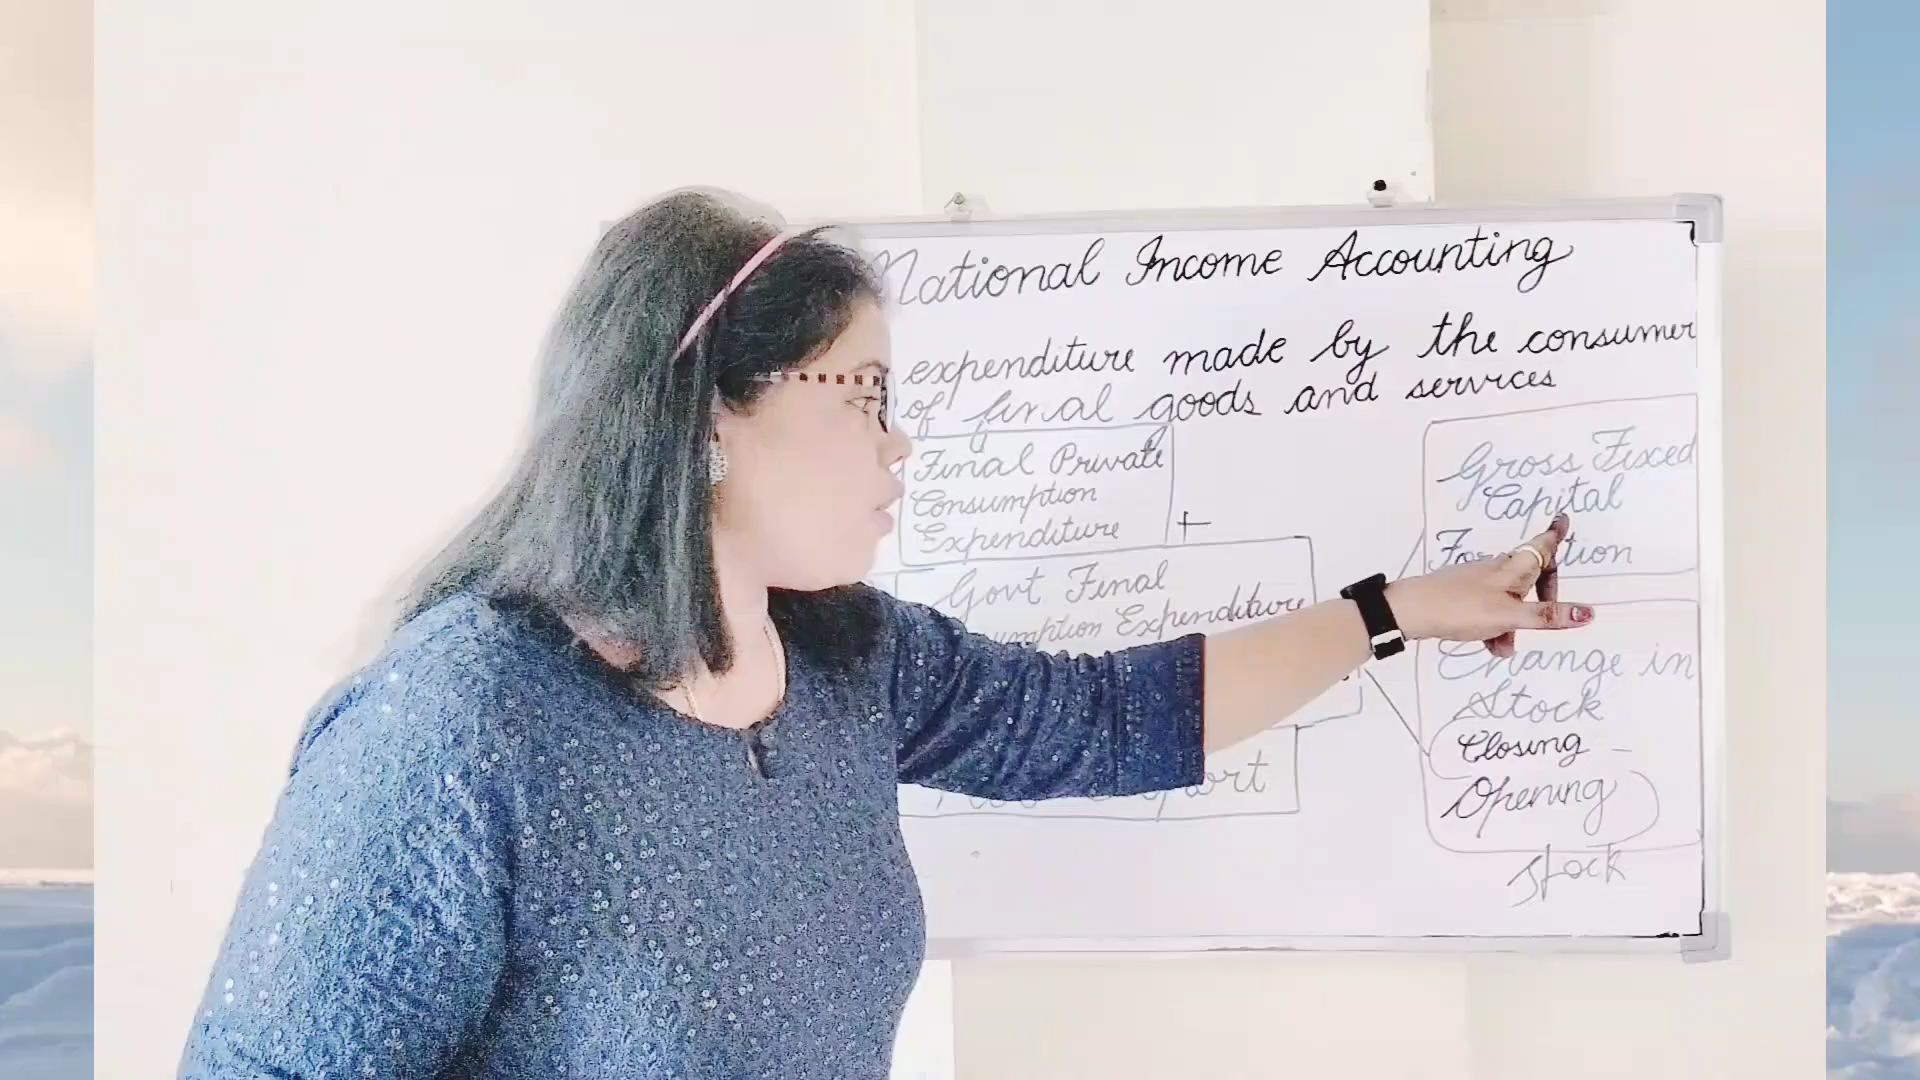 National Income Accounting
expenditure made by the consumer
of final goods and services
Final Private
Consumption
Expenditure
+
Govt Final
Expenditure
Gross Fixed
Capital
Change in
Stock
Closing -
Opening
stock